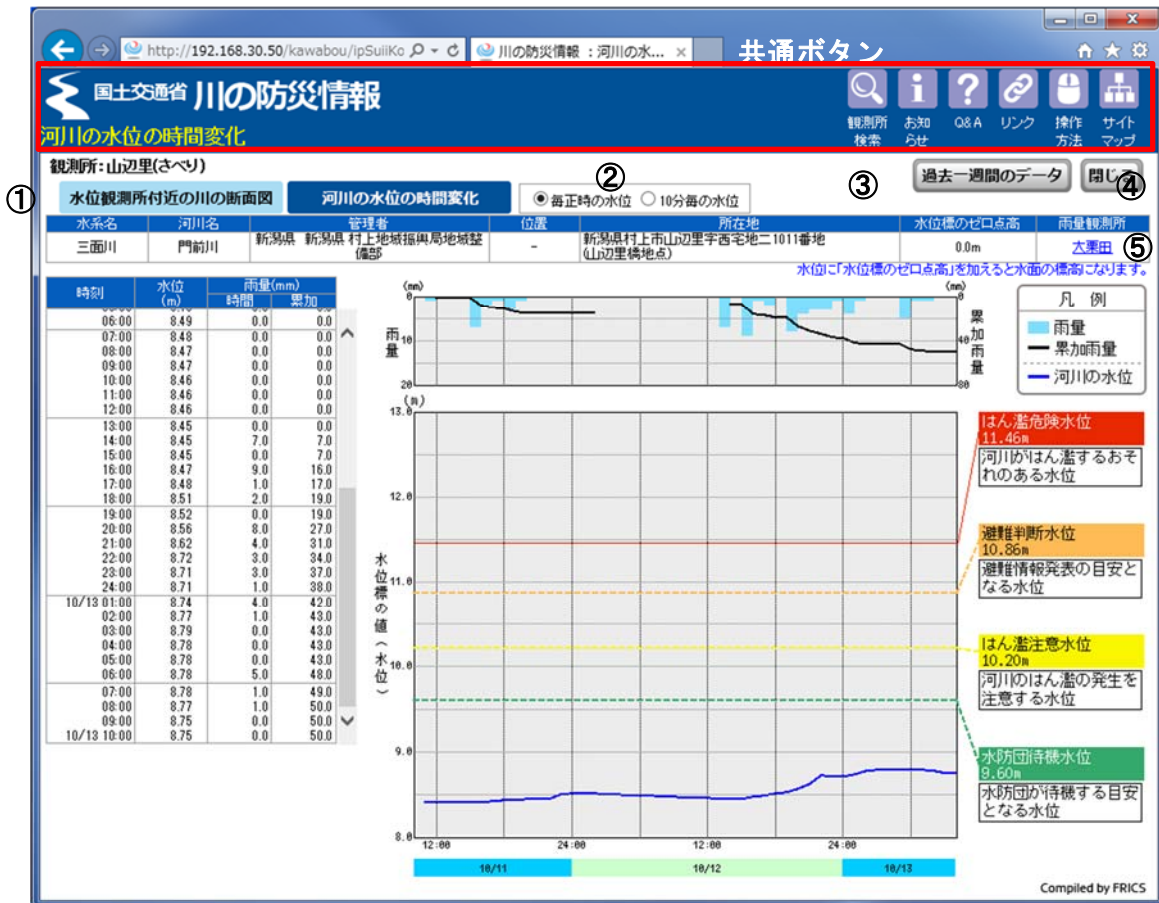 http://192.168.30.50/kawabou/ipSuiiKo
川の防災情報 ：河川の水... ×
共通ボタン
国土交通省 川の防災情報
観測所検索 お知らせ Q&A リンク 操作方法 サイトマップ
河川の水位の時間変化
観測所:山辺里(さべり)
過去一週間のデータ
① 水位観測所付近の川の断面図 河川の水位の時間変化
② 毎正時の水位 10分毎の水位
③ ④
水系名 河川名 管理者 位置 所在地 水位標のゼロ点高 雨量観測所
三面川 門前川 新潟県 新潟県 村上地域振興局地域整備部 - 新潟県村上市山辺里字西宅地二1011番地(山辺里橋地点) 0.0m 大栗田 ⑤
水位に「水位標のゼロ点高」を加えると水面の標高になります。
時刻 水位(m) 雨量(mm) 時間 累加
06:00 8.49 0.0 0.0
07:00 8.48 0.0 0.0
08:00 8.47 0.0 0.0
09:00 8.47 0.0 0.0
10:00 8.46 0.0 0.0
11:00 8.46 0.0 0.0
12:00 8.46 0.0 0.0
13:00 8.45 0.0 0.0
14:00 8.45 7.0 7.0
15:00 8.45 0.0 7.0
16:00 8.47 9.0 16.0
17:00 8.48 1.0 17.0
18:00 8.51 2.0 19.0
19:00 8.52 0.0 19.0
20:00 8.56 8.0 27.0
21:00 8.62 4.0 31.0
22:00 8.72 3.0 34.0
23:00 8.71 3.0 37.0
24:00 8.71 1.0 38.0
10/13 01:00 8.74 4.0 42.0
02:00 8.77 1.0 43.0
03:00 8.79 0.0 43.0
04:00 8.78 0.0 43.0
05:00 8.78 0.0 43.0
06:00 8.78 5.0 48.0
07:00 8.78 1.0 49.0
08:00 8.77 1.0 50.0
09:00 8.75 0.0 50.0
10/13 10:00 8.75 0.0 50.0
(mm) (mm)
0 0
雨量 10 40 累加雨量
20 80
凡 例
雨量
累加雨量
河川の水位
(m)
13.0
12.0
11.0
10.0
9.0
8.0
水位標の値(水位)
12:00 24:00 12:00 24:00
10/11 10/12 10/13
はん濫危険水位
11.46m
河川がはん濫するおそ
れのある水位
避難判断水位
10.86m
避難情報発表の目安と
なる水位
はん濫注意水位
10.20m
河川のはん濫の発生を
注意する水位
水防団待機水位
9.60m
水防団が待機する目安
となる水位
Compiled by FRICS